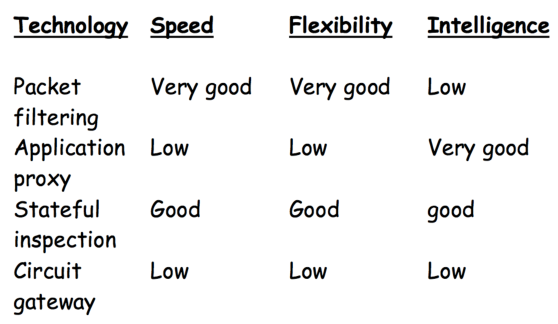 Technology Speed Flexibility Intelligence
Packet filtering Very good Very good Low
Application proxy Low Low Very good
Stateful inspection Good Good good
Circuit gateway Low Low Low